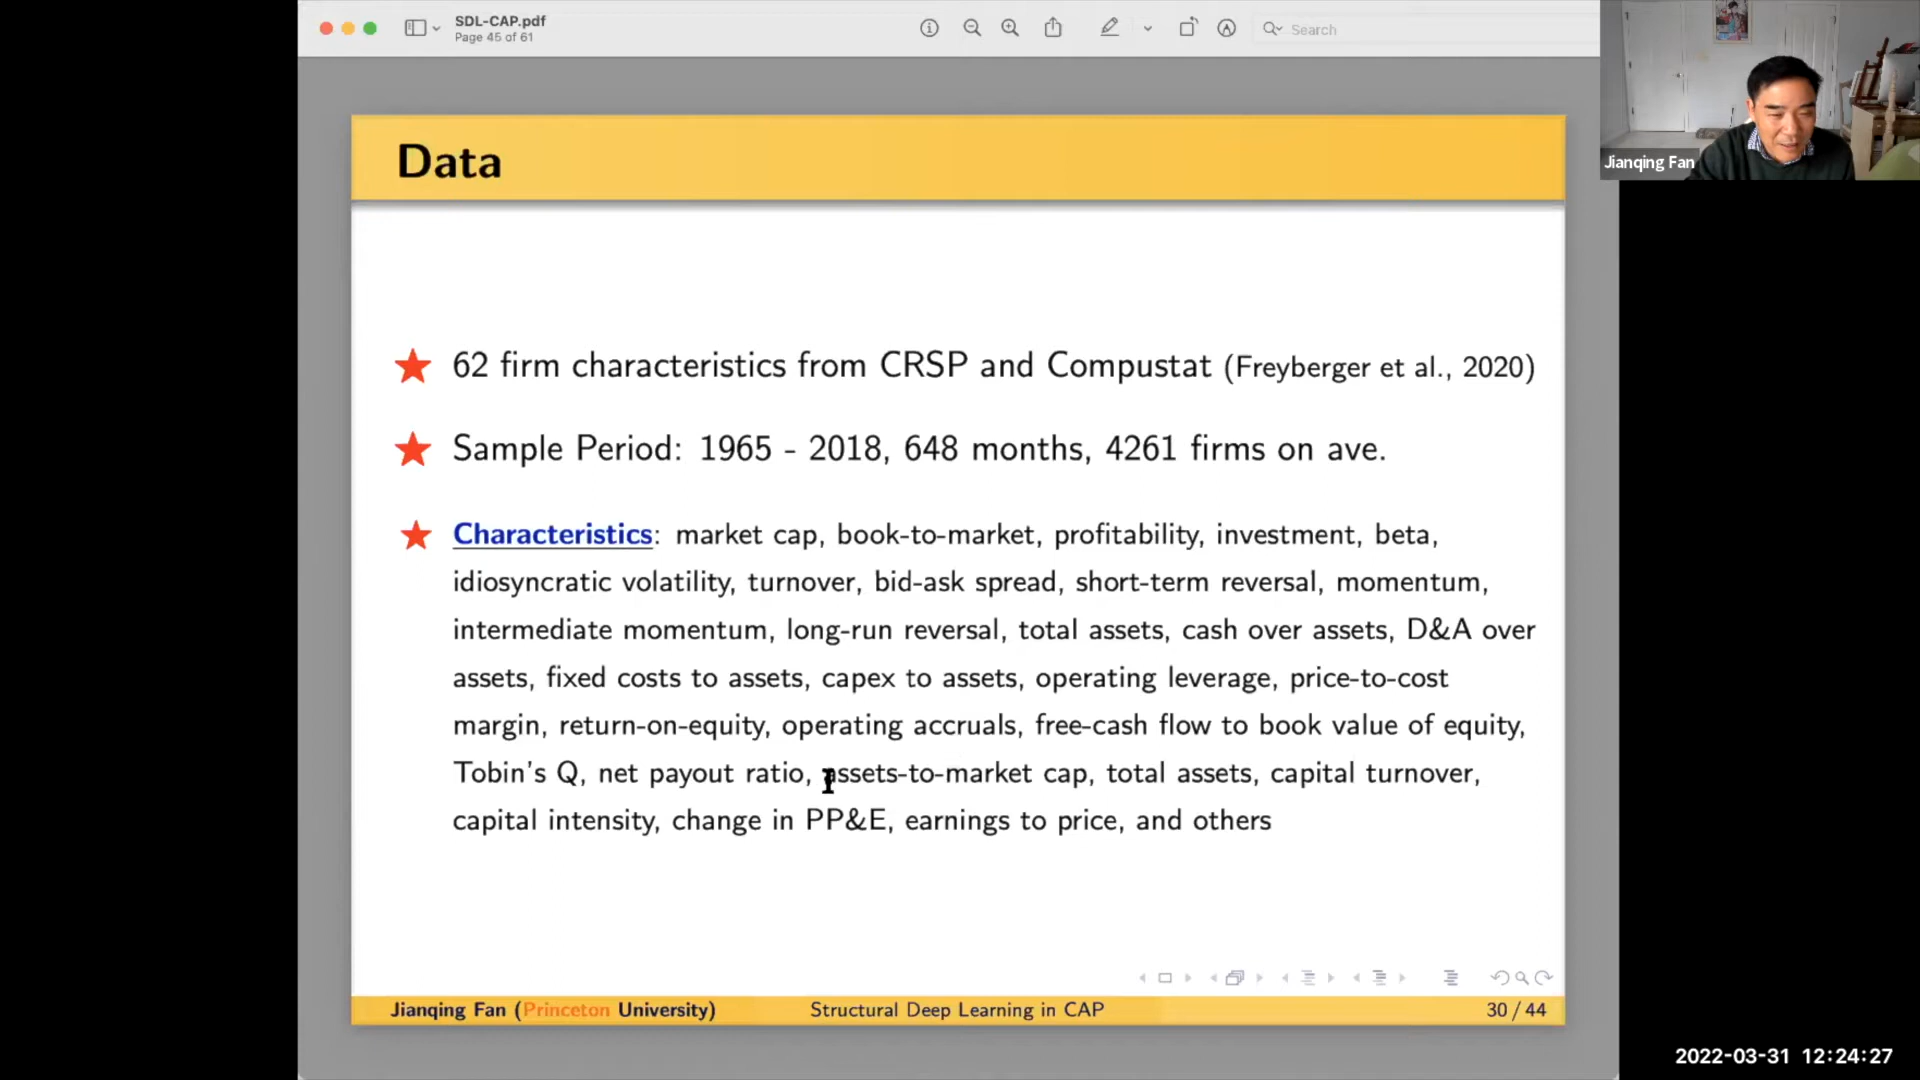 SDL-CAP.pdf
Page 45 of 61
Search
Jianqing Fan
Data
62 firm characteristics from CRSP and Compustat (Freyberger et al., 2020)
Sample Period: 1965 - 2018, 648 months, 4261 firms on ave.
Characteristics: market cap, book-to-market, profitability, investment, beta,
idiosyncratic volatility, turnover, bid-ask spread, short-term reversal, momentum,
intermediate momentum, long-run reversal, total assets, cash over assets, D&A over
assets, fixed costs to assets, capex to assets, operating leverage, price-to-cost
margin, return-on-equity, operating accruals, free-cash flow to book value of equity,
Tobin's Q, net payout ratio, assets-to-market cap, total assets, capital turnover,
capital intensity, change in PP&E, earnings to price, and others
Jianqing Fan (Princeton University)
Structural Deep Learning in CAP
30 / 44
2022-03-31 12:24:27